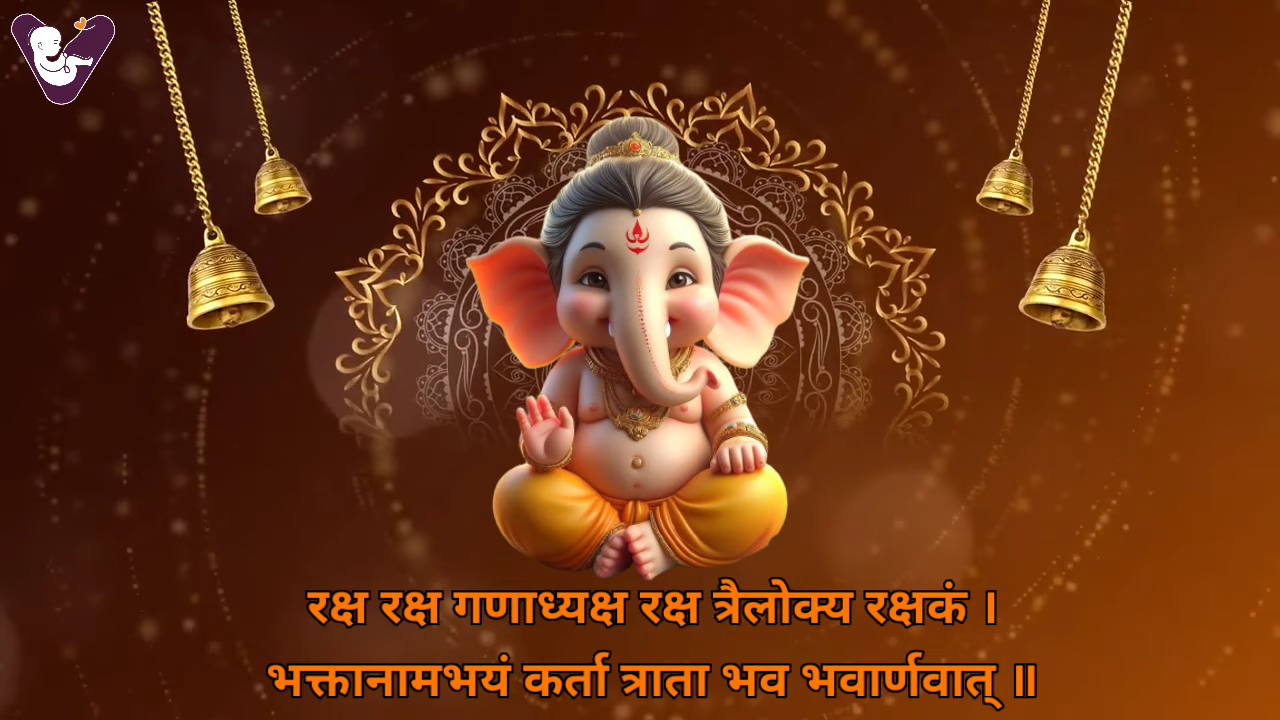 रक्ष रक्ष गणाध्यक्ष रक्ष त्रैलोक्य रक्षकं ।
भक्तानामभयं कर्ता त्राता भव भवार्णवात् ॥